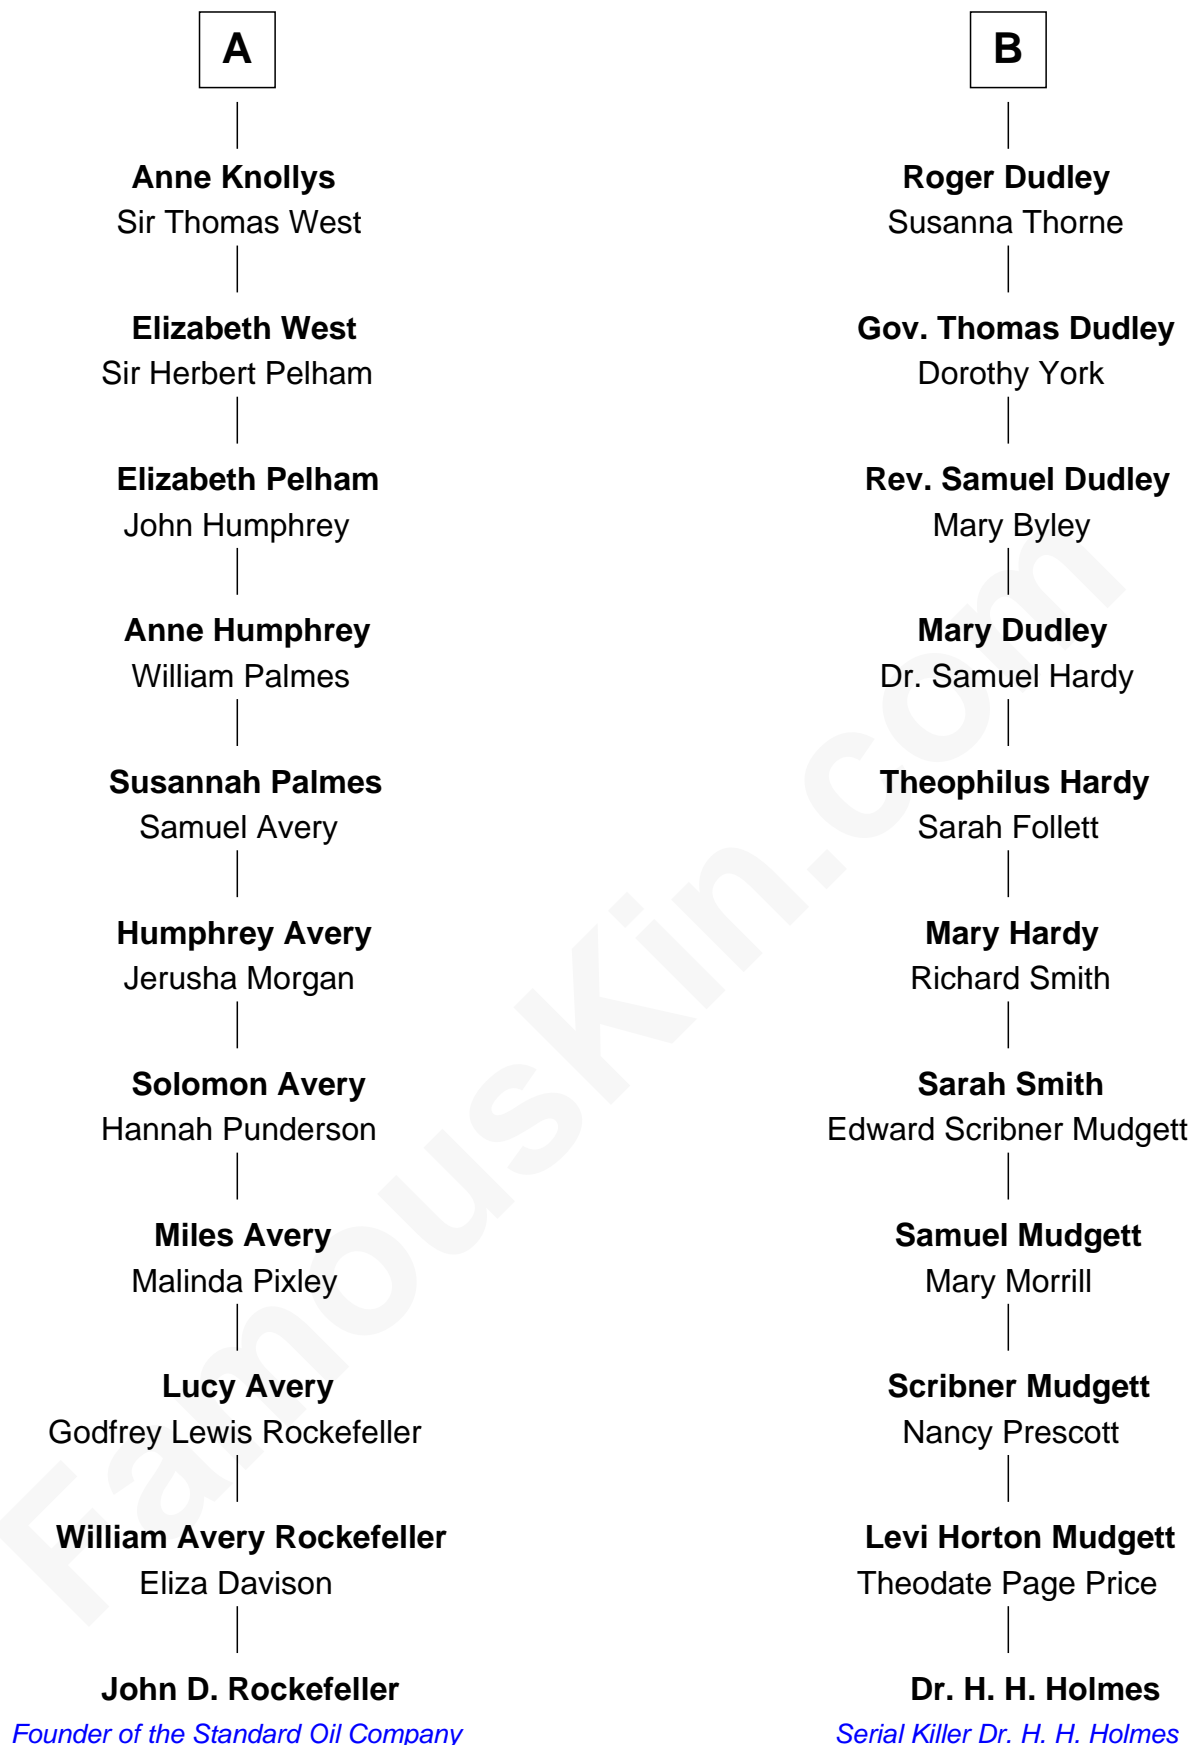 A
Anne Knollys
Sir Thomas West
Elizabeth West
Sir Herbert Pelham
Elizabeth Pelham
John Humphrey
Anne Humphrey
William Palmes
Susannah Palmes
Samuel Avery
Humphrey Avery
Jerusha Morgan
Solomon Avery
Hannah Punderson
Miles Avery
Malinda Pixley
Lucy Avery
Godfrey Lewis Rockefeller
William Avery Rockefeller
Eliza Davison
John D. Rockefeller
Founder of the Standard Oil Company
B
Roger Dudley
Susanna Thorne
Gov. Thomas Dudley
Dorothy York
Rev. Samuel Dudley
Mary Byley
Mary Dudley
Dr. Samuel Hardy
Theophilus Hardy
Sarah Follett
Mary Hardy
Richard Smith
Sarah Smith
Edward Scribner Mudgett
Samuel Mudgett
Mary Morrill
Scribner Mudgett
Nancy Prescott
Levi Horton Mudgett
Theodate Page Price
Dr. H. H. Holmes
Serial Killer Dr. H. H. Holmes
FamousKin.com